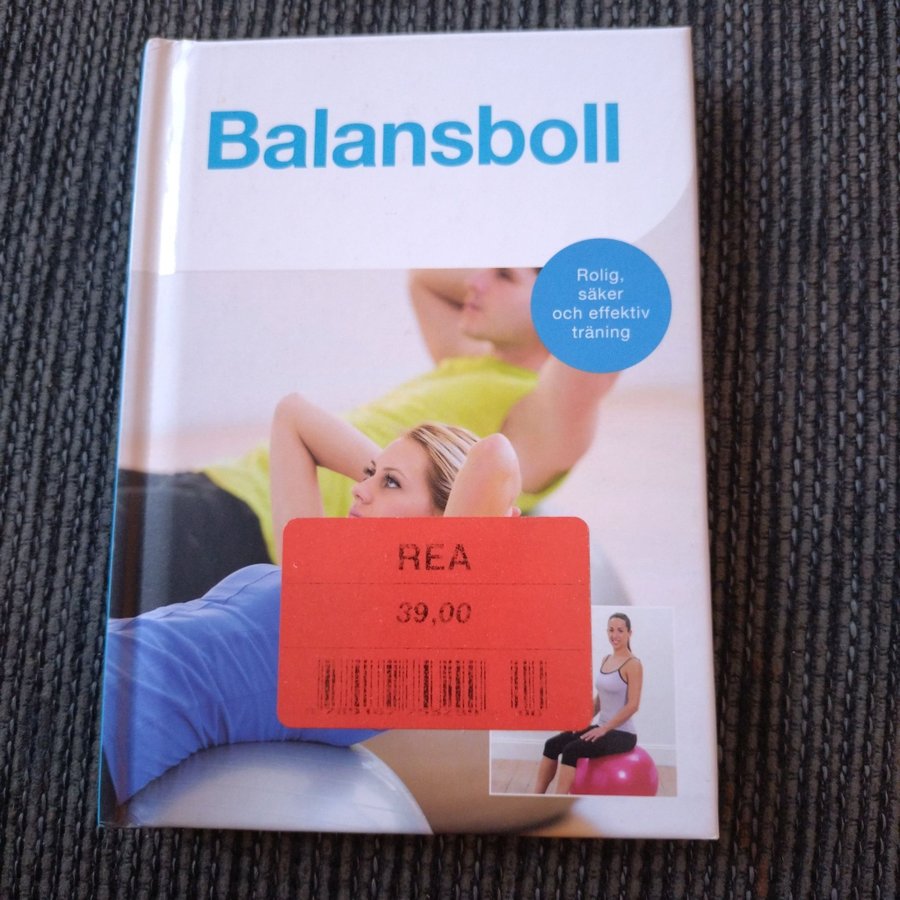 Balansboll
Rolig,
säker
och effektiv
träning
REA
39,00